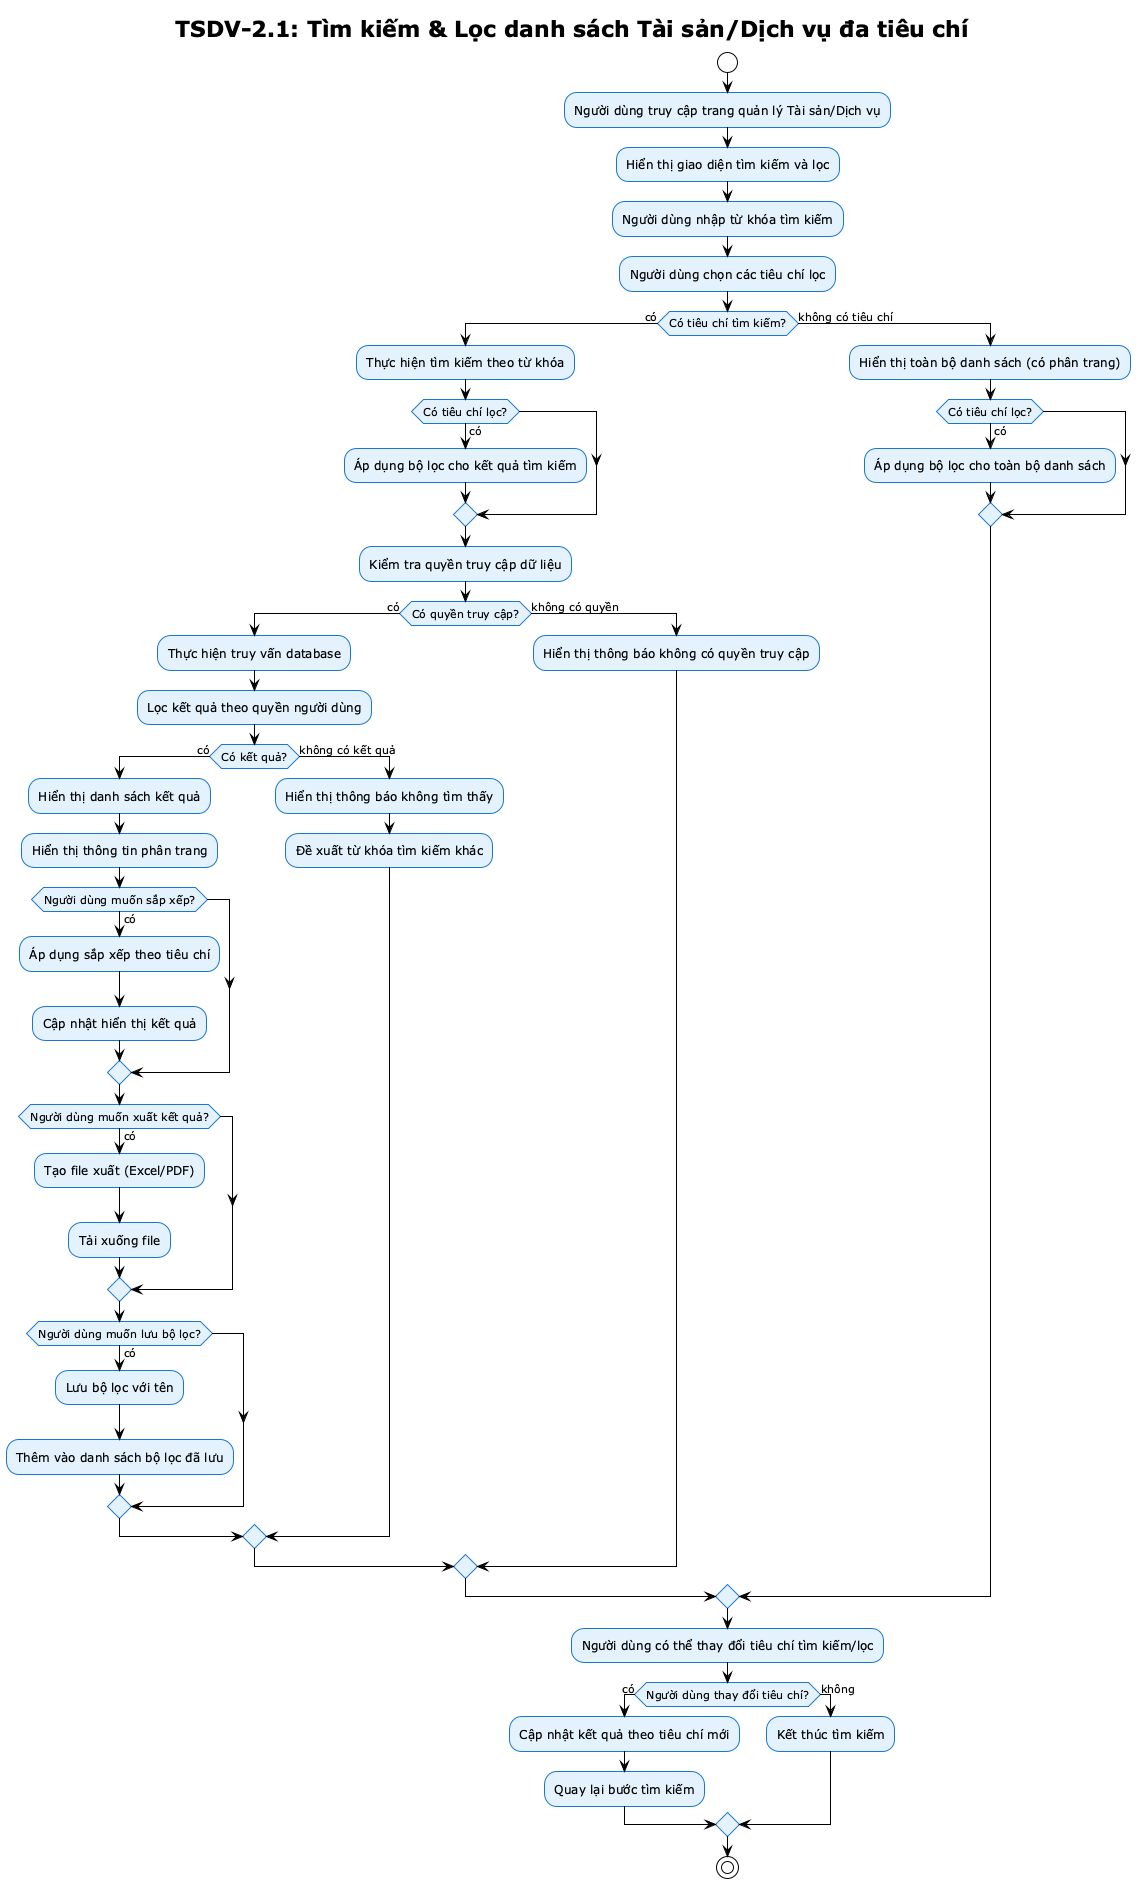 TSDV-2.1: Tìm kiếm & Lọc danh sách Tài sản/Dịch vụ đa tiêu chí
Người dùng truy cập trang quản lý Tài sản/Dịch vụ
Hiển thị giao diện tìm kiếm và lọc
Người dùng nhập từ khóa tìm kiếm
Người dùng chọn các tiêu chí lọc
có
Có tiêu chí tìm kiếm?
không có tiêu chí
Thực hiện tìm kiếm theo từ khóa
Có tiêu chí lọc?
có
Áp dụng bộ lọc cho kết quả tìm kiếm
Hiển thị toàn bộ danh sách (có phân trang)
Có tiêu chí lọc?
có
Áp dụng bộ lọc cho toàn bộ danh sách
Kiểm tra quyền truy cập dữ liệu
có
Có quyền truy cập?
không có quyền
Thực hiện truy vấn database
Hiển thị thông báo không có quyền truy cập
Lọc kết quả theo quyền người dùng
có
Có kết quả?
không có kết quả
Hiển thị danh sách kết quả
Hiển thị thông báo không tìm thấy
Hiển thị thông tin phân trang
Đề xuất từ khóa tìm kiếm khác
Người dùng muốn sắp xếp?
có
Áp dụng sắp xếp theo tiêu chí
Cập nhật hiển thị kết quả
Người dùng muốn xuất kết quả?
có
Tạo file xuất (Excel/PDF)
Tải xuống file
Người dùng muốn lưu bộ lọc?
có
Lưu bộ lọc với tên
Thêm vào danh sách bộ lọc đã lưu
Người dùng có thể thay đổi tiêu chí tìm kiếm/lọc
có
Người dùng thay đổi tiêu chí?
không
Cập nhật kết quả theo tiêu chí mới
Kết thúc tìm kiếm
Quay lại bước tìm kiếm